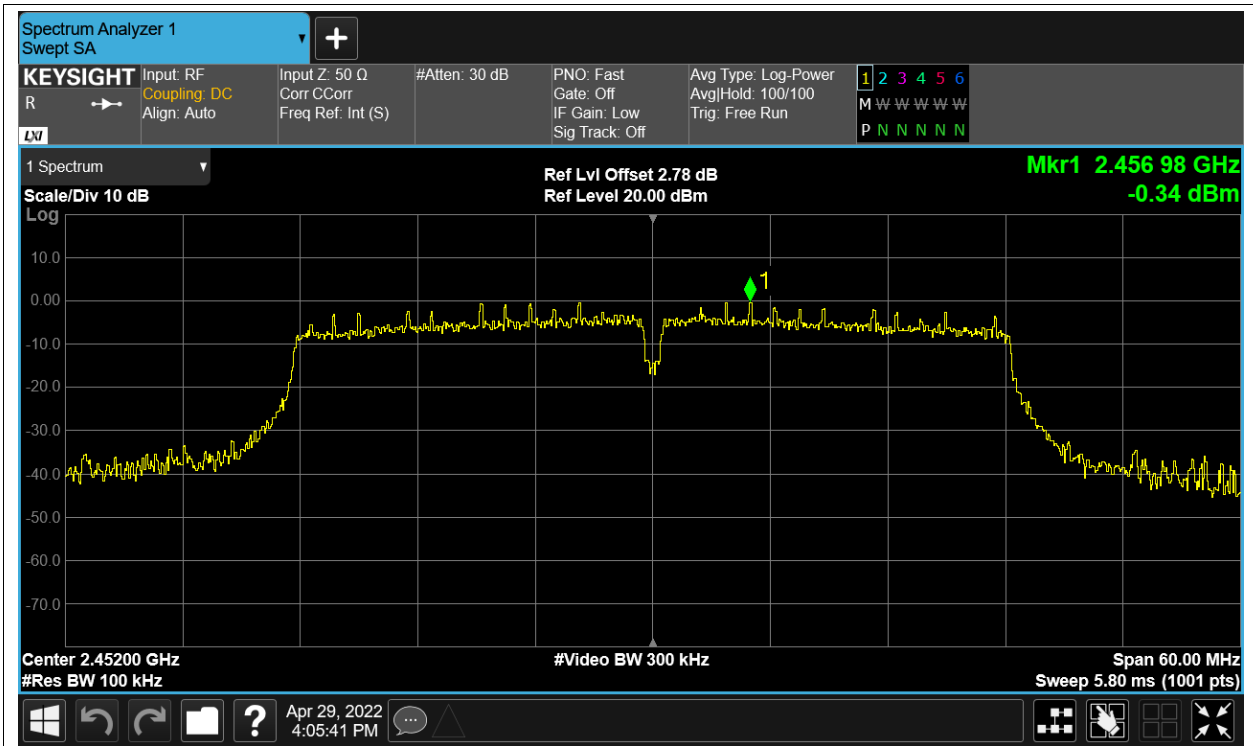 Spectrum Analyzer 1
Swept SA
KEYSIGHT
R
LXI
Input: RF
Coupling: DC
Align: Auto
Input Z: 50 Ω
Corr CCorr
Freq Ref: Int (S)
#Atten: 30 dB
PNO: Fast
Gate: Off
IF Gain: Low
Sig Track: Off
Avg Type: Log-Power
Avg|Hold: 100/100
Trig: Free Run
1 2 3 4 5 6
M W W W W W
P N N N N N
1 Spectrum
Scale/Div 10 dB
Log
Ref Lvl Offset 2.78 dB
Ref Level 20.00 dBm
Mkr1 2.456 98 GHz
-0.34 dBm
1
10.0
0.00
-10.0
-20.0
-30.0
-40.0
-50.0
-60.0
-70.0
Center 2.45200 GHz
#Res BW 100 kHz
#Video BW 300 kHz
Span 60.00 MHz
Sweep 5.80 ms (1001 pts)
?
Apr 29, 2022
4:05:41 PM